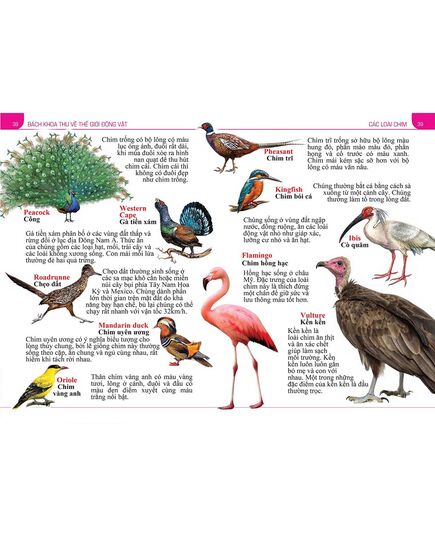 38
BÁCH KHOA THƯ VỀ THẾ GIỚI ĐỘNG VẬT
Chim trống có bộ lông có màu
lục óng ánh, đuôi rất dài,
khi múa đuôi xòe ra hình
nan quạt để thu hút
chim cái. Chim cái thì
không có đuôi đẹp
như chim trống.
Peacock
Công
Western
Cape
Gà tiền xám
Gà tiền xám phân bố ở các vùng đất thấp và
rừng đồi ở lục địa Đông Nam Á. Thức ăn
của chúng gồm các loại hạt, mối, trái cây và
các loài không xương sống. Con mái mỗi lứa
thường đẻ hai quả trứng.
Roadrunne
Chẹo đất
Chẹo đất thường sinh sống ở
núi cây bụi phía Tây Nam Hoa
Kỳ và Mexico. Chúng dành phần
lớn thời gian trên mặt đất do khả
năng bay hạn chế, bù lại chúng có thể
chạy rất nhanh với vận tốc 32km/h.
Mandarin duck
Chim uyên ương
Chim uyên ương có ý nghĩa biểu tượng cho
lòng thủy chung, bởi lẽ giống chim này thường
sống theo cặp, ăn chung và ngủ cùng nhau, rất
hiếm khi tách rời nhau.
Oriole
Chim
vàng anh
Thân chim vàng anh có màu vàng
tươi, lông ở cánh, đuôi và đầu có
màu đen điểm xuyết cùng màu
trắng nổi bật.
CÁC LOÀI CHIM
39
Pheasant
Chim trĩ
Chim trĩ trống sở hữu bộ lông màu
hung đỏ, phần mào màu đỏ, phần
họng và cổ trước có màu xanh.
Chim mái kém sặc sỡ hơn với bộ
lông có màu vằn nâu.
Kingfish
Chim bói cá
Chúng thường bắt cá bằng cách sà
xuống từ một cành cây. Chúng
thường làm tổ trong lòng đất.
Chúng sống ở vùng đất ngập
nước, đồng ruộng, ăn các loài
động vật nhỏ như giáp xác,
lưỡng cư nhỏ và ăn hạt.
Ibis
Cò quăm
Flamingo
Chim hồng hạc
Hồng hạc sống ở châu
Mỹ. Đặc trưng của loài
chim này là thích đứng
một chân để giữ sức và
lưu thông máu tốt hơn.
Vulture
Kền kền
Kền kền là
loài chim ăn thịt
và ăn xác chết
giúp làm sạch
môi trường. Kền
kền luôn luôn gắn
bó mẹ và con với
nhau. Một trong những
đặc điểm của kền kền là đầu
thường trọc.